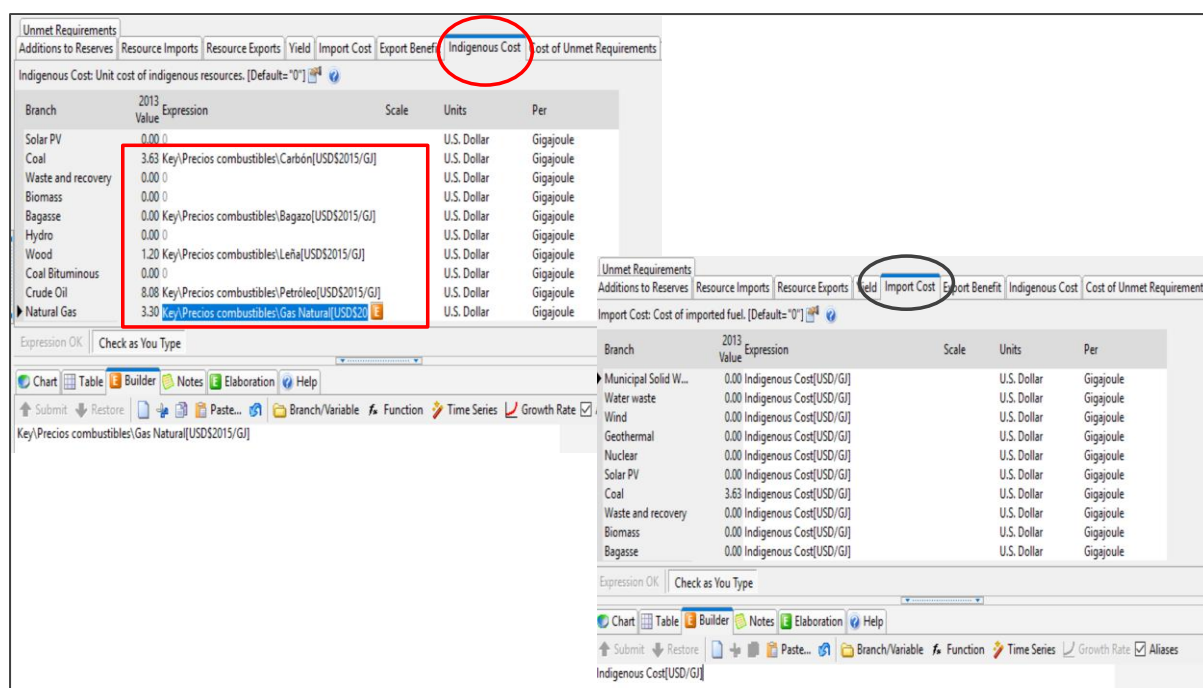 Unmet Requirements
Additions to Reserves Resource Imports Resource Exports Yield Import Cost Export Benefit Indigenous Cost Cost of Unmet Requirements
Indigenous Cost: Unit cost of indigenous resources. [Default="0"]
Branch 2013 Value Expression Scale Units Per
Solar PV 0.00 0 U.S. Dollar Gigajoule
Coal 3.63 Key\Precios combustibles\Carbón[USD$2015/GJ] U.S. Dollar Gigajoule
Waste and recovery 0.00 0 U.S. Dollar Gigajoule
Biomass 0.00 0 U.S. Dollar Gigajoule
Bagasse 0.00 Key\Precios combustibles\Bagazo[USD$2015/GJ] U.S. Dollar Gigajoule
Hydro 0.00 0 U.S. Dollar Gigajoule
Wood 1.20 Key\Precios combustibles\Leña[USD$2015/GJ] U.S. Dollar Gigajoule
Coal Bituminous 0.00 0 U.S. Dollar Gigajoule
Crude Oil 8.08 Key\Precios combustibles\Petróleo[USD$2015/GJ] U.S. Dollar Gigajoule
Natural Gas 3.30 Key\Precios combustibles\Gas Natural[USD$20 E U.S. Dollar Gigajoule
Expression OK Check as You Type
Chart Table Builder Notes Elaboration Help
Submit Restore Paste... Branch/Variable fx Function Time Series Growth Rate
Key\Precios combustibles\Gas Natural[USD$2015/GJ]
Unmet Requirements
Additions to Reserves Resource Imports Resource Exports Yield Import Cost Export Benefit Indigenous Cost Cost of Unmet Requirement
Import Cost: Cost of imported fuel. [Default="0"]
Branch 2013 Value Expression Scale Units Per
Municipal Solid W... 0.00 Indigenous Cost[USD/GJ] U.S. Dollar Gigajoule
Water waste 0.00 Indigenous Cost[USD/GJ] U.S. Dollar Gigajoule
Wind 0.00 Indigenous Cost[USD/GJ] U.S. Dollar Gigajoule
Geothermal 0.00 Indigenous Cost[USD/GJ] U.S. Dollar Gigajoule
Nuclear 0.00 Indigenous Cost[USD/GJ] U.S. Dollar Gigajoule
Solar PV 0.00 Indigenous Cost[USD/GJ] U.S. Dollar Gigajoule
Coal 3.63 Indigenous Cost[USD/GJ] U.S. Dollar Gigajoule
Waste and recovery 0.00 Indigenous Cost[USD/GJ] U.S. Dollar Gigajoule
Biomass 0.00 Indigenous Cost[USD/GJ] U.S. Dollar Gigajoule
Bagasse 0.00 Indigenous Cost[USD/GJ] U.S. Dollar Gigajoule
Expression OK Check as You Type
Chart Table Builder Notes Elaboration Help
Submit Restore Paste... Branch/Variable fx Function Time Series Growth Rate Aliases
Indigenous Cost[USD/GJ]